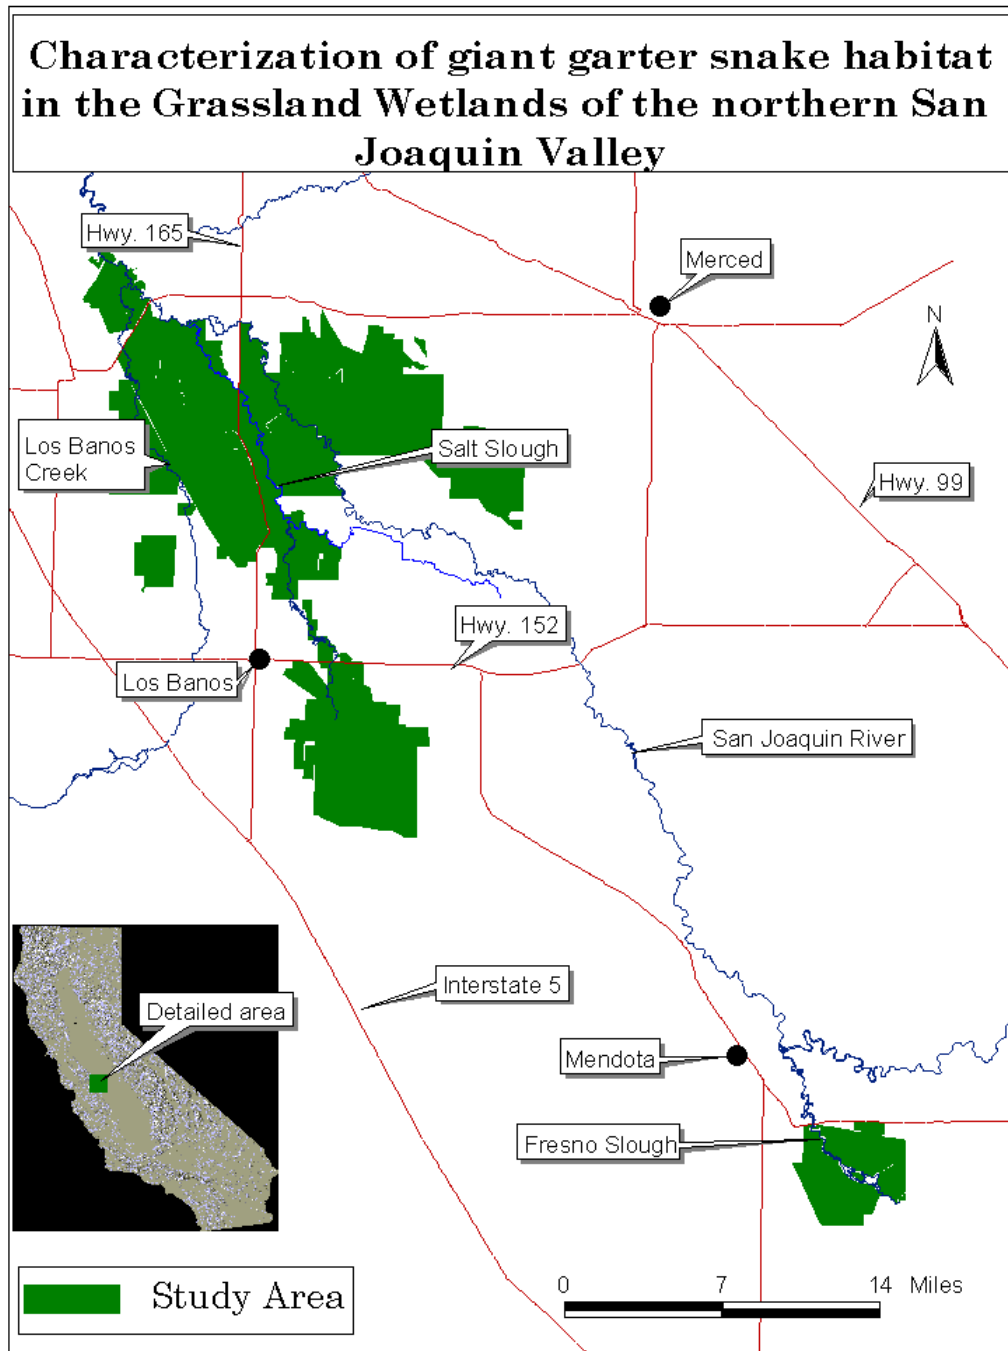 Characterization of giant garter snake habitat
in the Grassland Wetlands of the northern San
Joaquin Valley
Hwy. 165
Merced
N
Los Banos
Creek
Salt Slough
Hwy. 99
Hwy. 152
Los Banos
San Joaquin River
Interstate 5
Detailed area
Mendota
Fresno Slough
Study Area
0 7 14 Miles